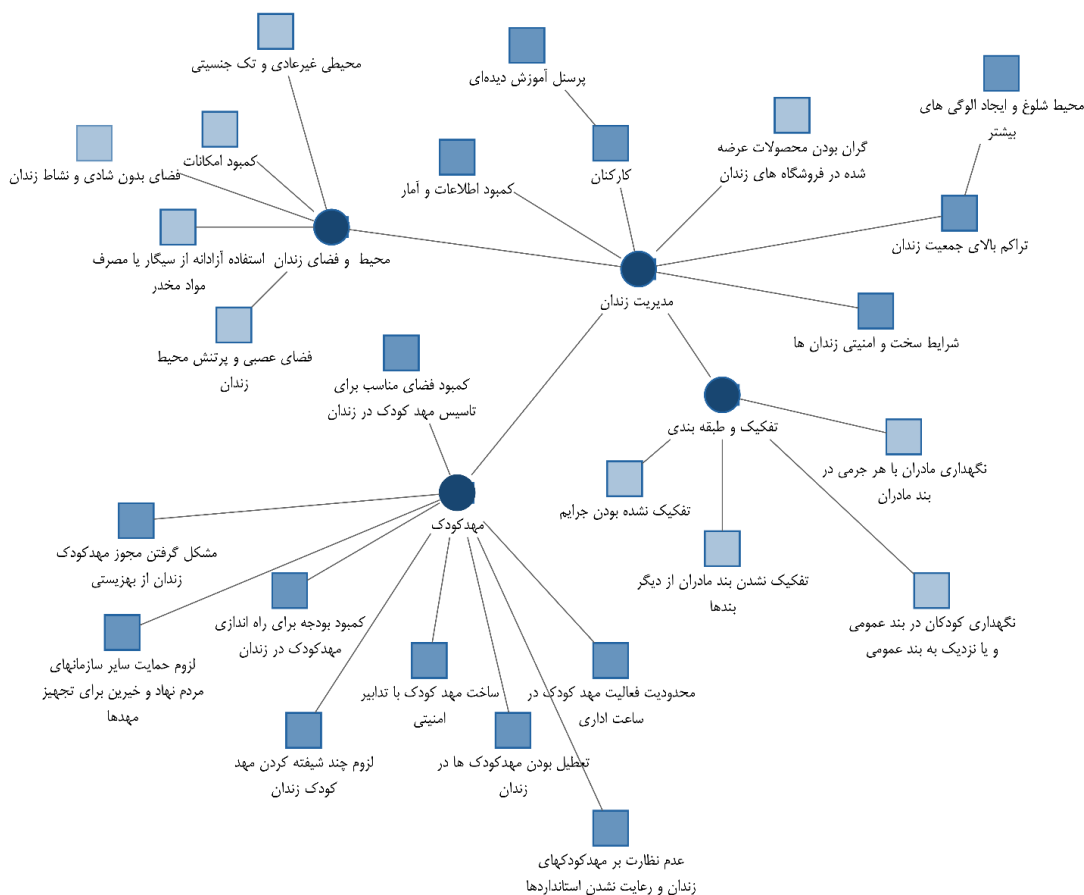 محیطی غیرعادی و تک جنسیتی
پرسنل آموزش دیده‌ای
محیط شلوغ و ایجاد الوگی های
بیشتر
گران بودن محصولات عرضه
شده در فروشگاه های زندان
کمبود امکانات
فضای بدون شادی و نشاط زندان
کمبود اطلاعات و آمار
کارکنان
تراکم بالای جمعیت زندان
محیط و فضای زندان
استفاده آزادانه از سیگار یا مصرف
مواد مخدر
مدیریت زندان
شرایط سخت و امنیتی زندان ها
فضای عصبی و پرتنش محیط
زندان
کمبود فضای مناسب برای
تاسیس مهد کودک در زندان
تفکیک و طبقه بندی
نگهداری مادران با هر جرمی در
بند مادران
تفکیک نشده بودن جرایم
مهدکودک
مشکل گرفتن مجوز مهدکودک
زندان از بهزیستی
تفکیک نشدن بند مادران از دیگر
بندها
نگهداری کودکان در بند عمومی
و یا نزدیک به بند عمومی
کمبود بودجه برای راه اندازی
مهدکودک در زندان
لزوم حمایت سایر سازمانهای
مردم نهاد و خیرین برای تجهیز
مهدها
ساخت مهد کودک با تدابیر
امنیتی
محدودیت فعالیت مهد کودک در
ساعت اداری
لزوم چند شیفته کردن مهد
کودک زندان
تعطیل بودن مهدکودک ها در
زندان
عدم نظارت بر مهدکودکهای
زندان و رعایت نشدن استانداردها